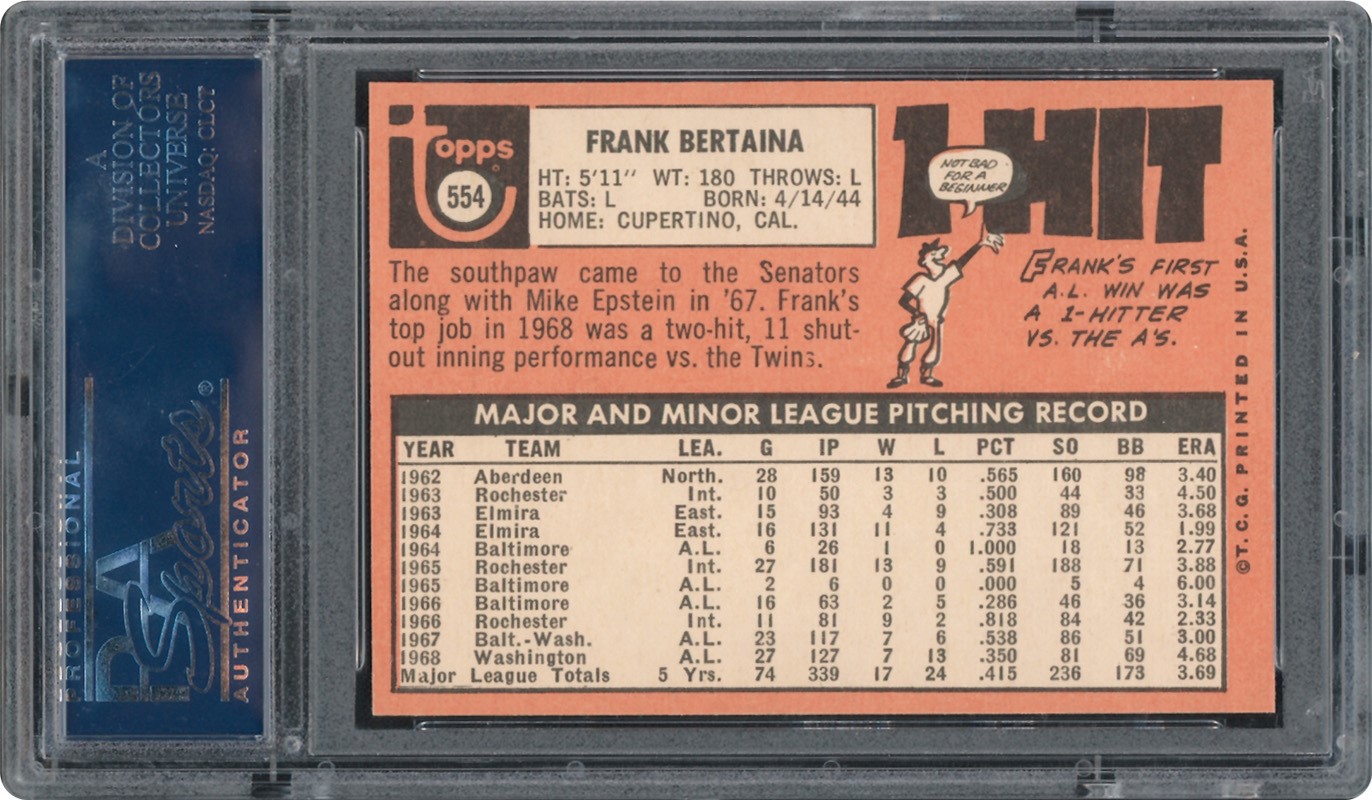 A
DIVISION OF
COLLECTORS
UNIVERSE
NASDAQ: CLCT
PROFESSIONAL
PSA
Sports®
AUTHENTICATOR
Topps
554
FRANK BERTAINA
HT: 5'11" WT: 180 THROWS: L
BATS: L BORN: 4/14/44
HOME: CUPERTINO, CAL.
The southpaw came to the Senators
along with Mike Epstein in '67. Frank's
top job in 1968 was a two-hit, 11 shut-
out inning performance vs. the Twins.
1-HIT
NOT BAD
FOR A
BEGINNER
FRANK'S FIRST
A.L. WIN WAS
A 1-HITTER
VS. THE A'S.
MAJOR AND MINOR LEAGUE PITCHING RECORD
YEAR TEAM LEA. G IP W L PCT SO BB ERA
1962 Aberdeen North. 28 159 13 10 .565 160 98 3.40
1963 Rochester Int. 10 50 3 3 .500 44 33 4.50
1963 Elmira East. 15 93 4 9 .308 89 46 3.68
1964 Elmira East. 16 131 11 4 .733 121 52 1.99
1964 Baltimore A.L. 6 26 1 0 1.000 18 13 2.77
1965 Rochester Int. 27 181 13 9 .591 188 71 3.88
1965 Baltimore A.L. 2 6 0 0 .000 5 4 6.00
1966 Baltimore A.L. 16 63 2 5 .286 46 36 3.14
1966 Rochester Int. 11 81 9 2 .818 84 42 2.33
1967 Balt.-Wash. A.L. 23 117 7 6 .538 86 51 3.00
1968 Washington A.L. 27 127 7 13 .350 81 69 4.68
Major League Totals 5 Yrs. 74 339 17 24 .415 236 173 3.69
©T.C.G. PRINTED IN U.S.A.